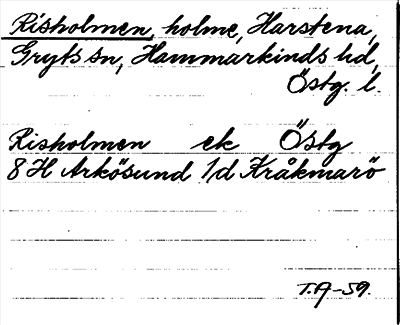 Risholmen, holme, Harstena,
Gryts sn, Hammarkinds hd,
Östg. l.
Risholmen ek Östg
8 H Arkösund 1/d Kråkmarö
T.A-59.